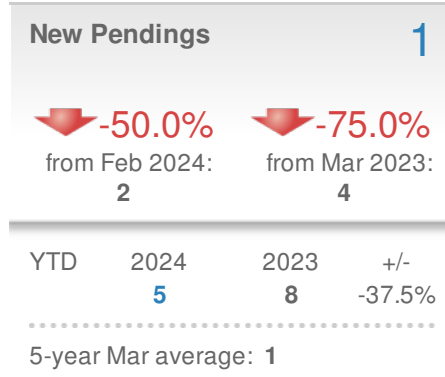 New Pendings 1
-50.0% -75.0%
from Feb 2024: from Mar 2023:
2 4
YTD 2024 2023 +/-
5 8 -37.5%
5-year Mar average: 1